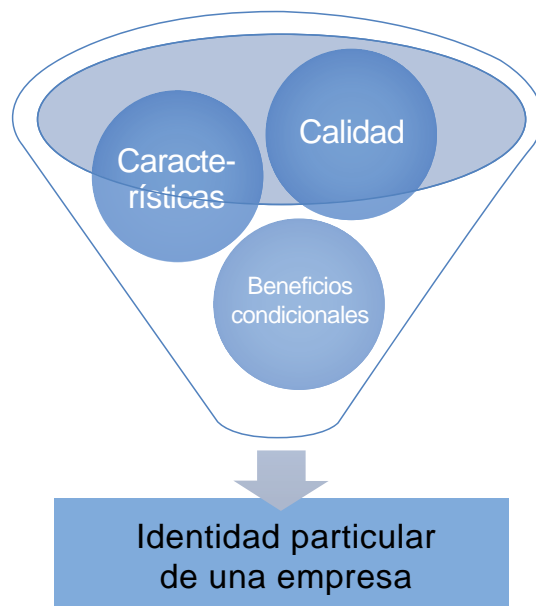 Calidad
Caracte-
rísticas
Beneficios
condicionales
Identidad particular
de una empresa